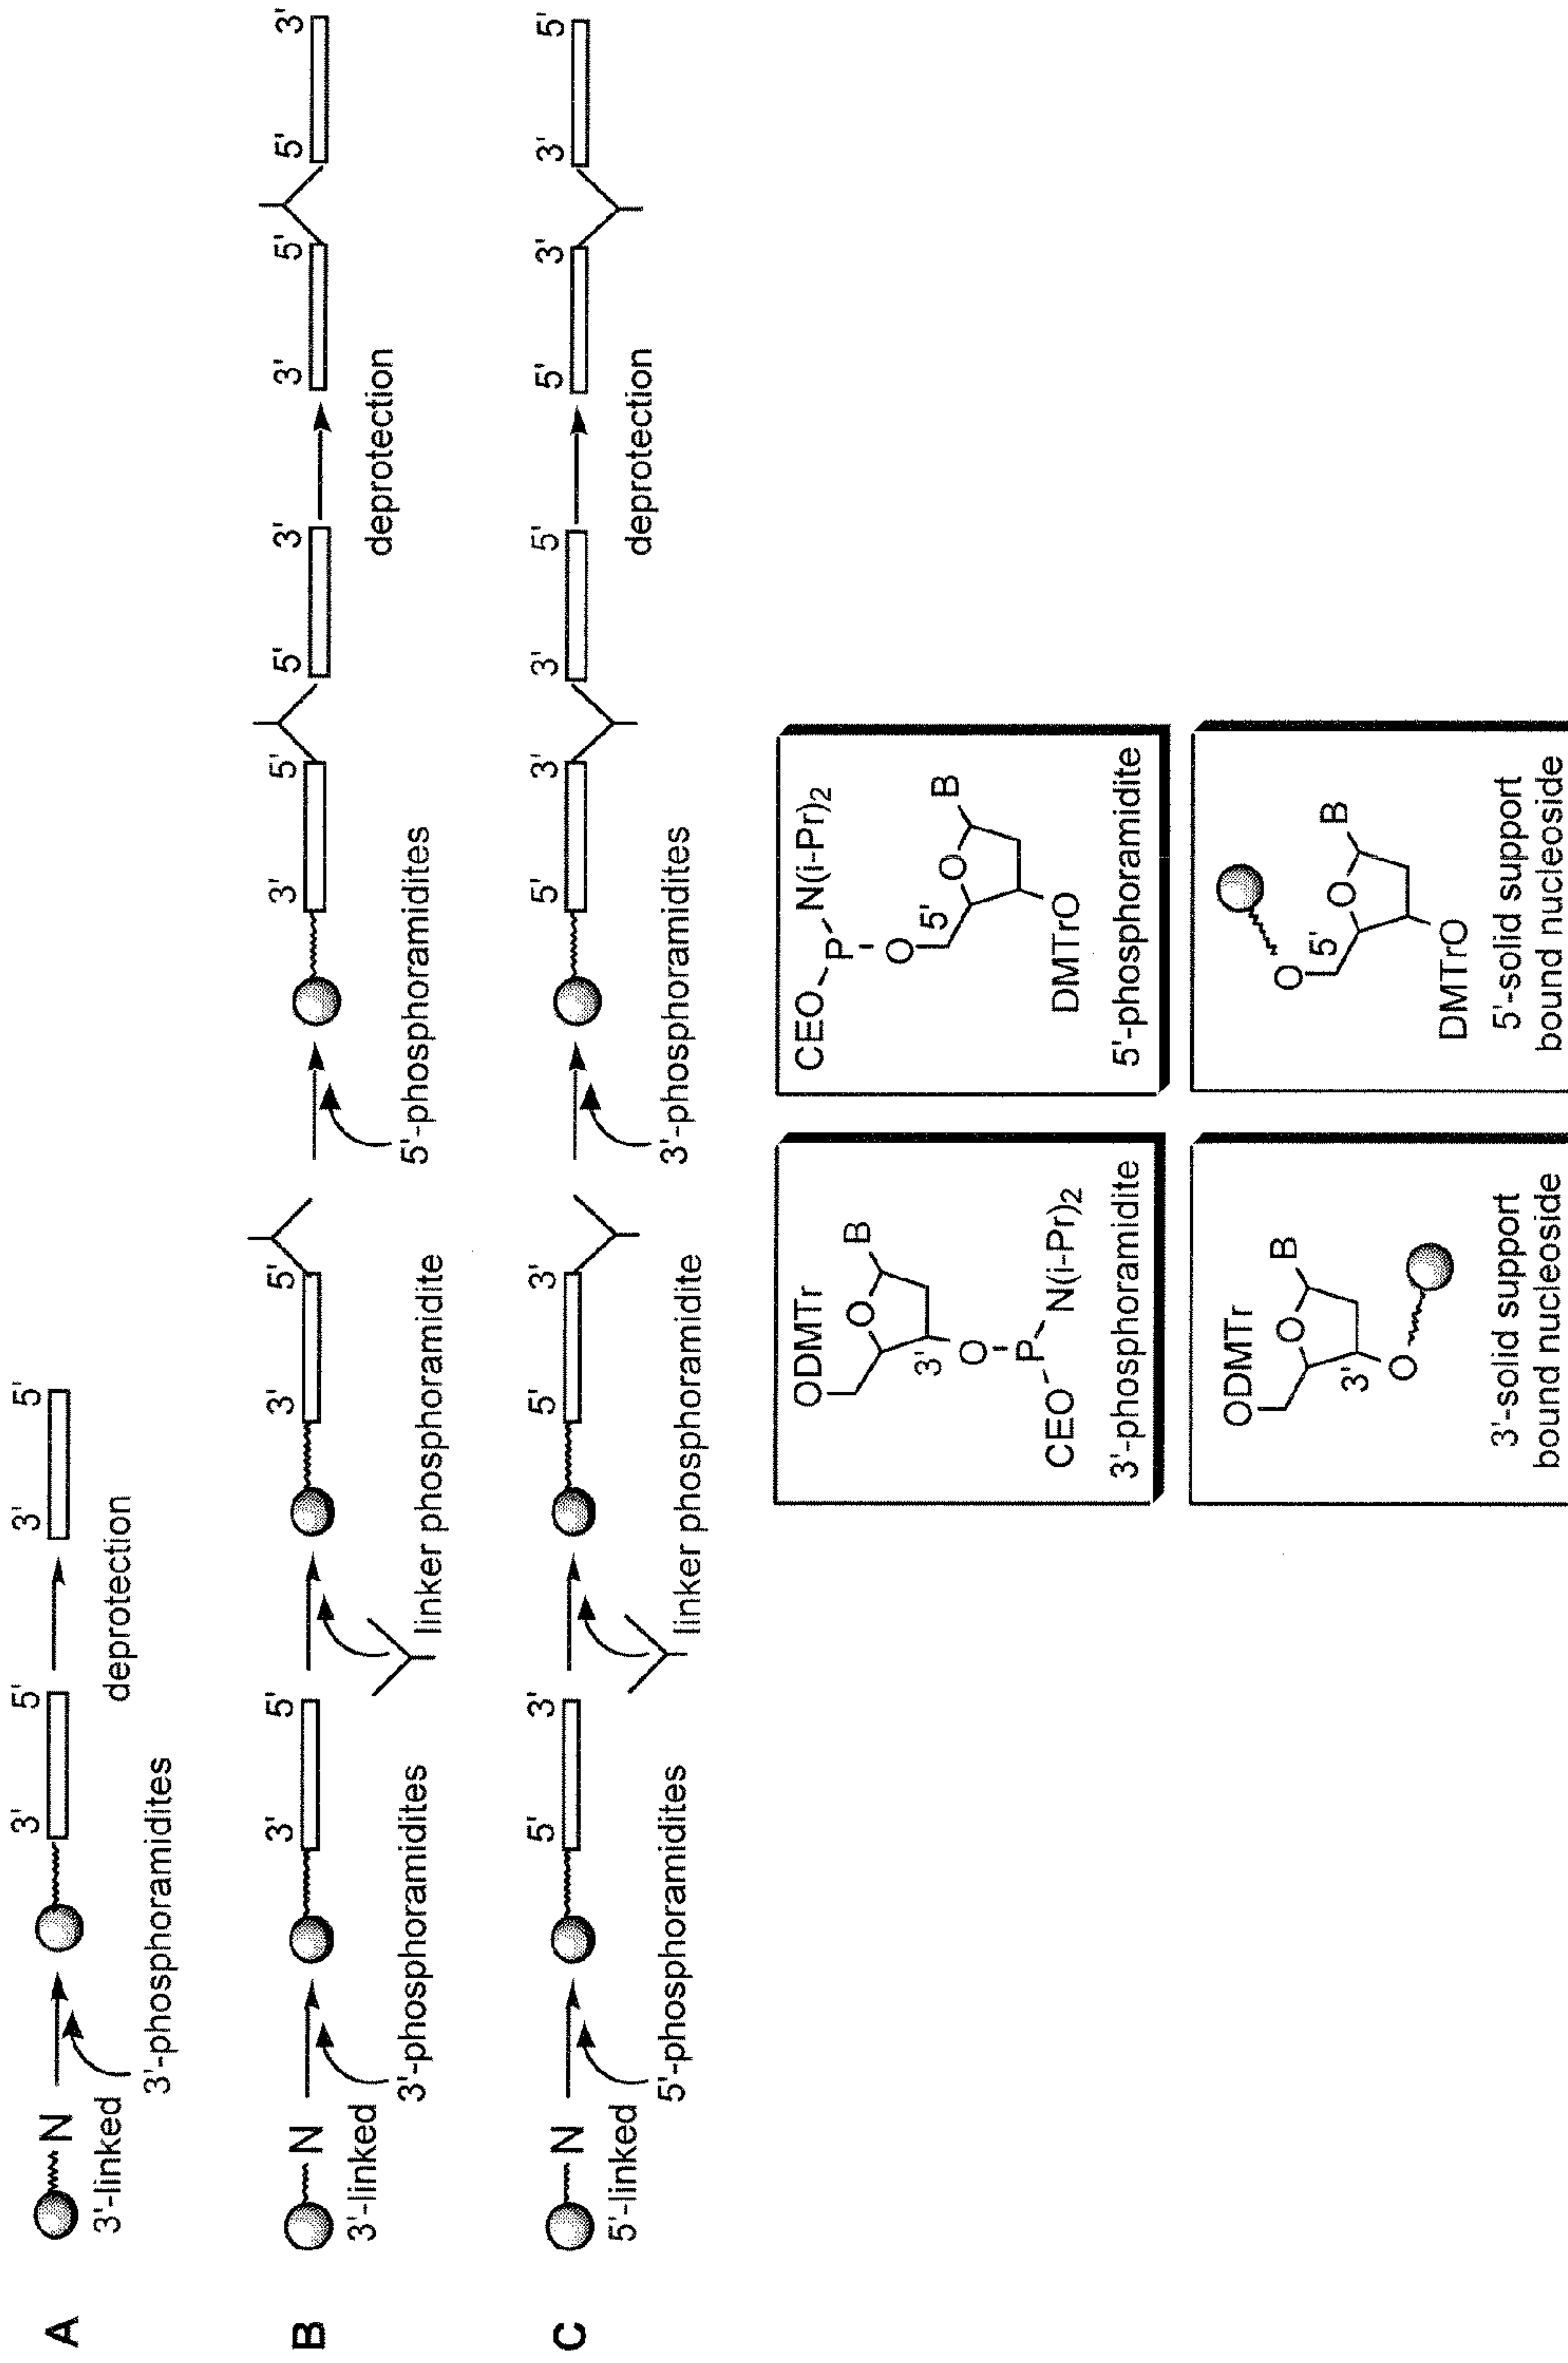 A
N
3'-linked
3'-phosphoramidites
3' 5'
deprotection
3' 5'
B
N
3'-linked
3'-phosphoramidites
3' 5'
linker phosphoramidite
3' 5'
5'-phosphoramidites
3' 5' 5' 3'
deprotection
3' 5' 5' 3'
C
N
5'-linked
5'-phosphoramidites
5' 3'
linker phosphoramidite
5' 3'
3'-phosphoramidites
5' 3' 3' 5'
deprotection
5' 3' 3' 5'
ODMTr
O
B
3'
O
P
CEO
N(i-Pr)2
3'-phosphoramidite
CEO
N(i-Pr)2
P
O
5'
O
B
DMTrO
5'-phosphoramidite
ODMTr
O
B
3'
O
3'-solid support
bound nucleoside
O
5'
O
B
DMTrO
5'-solid support
bound nucleoside